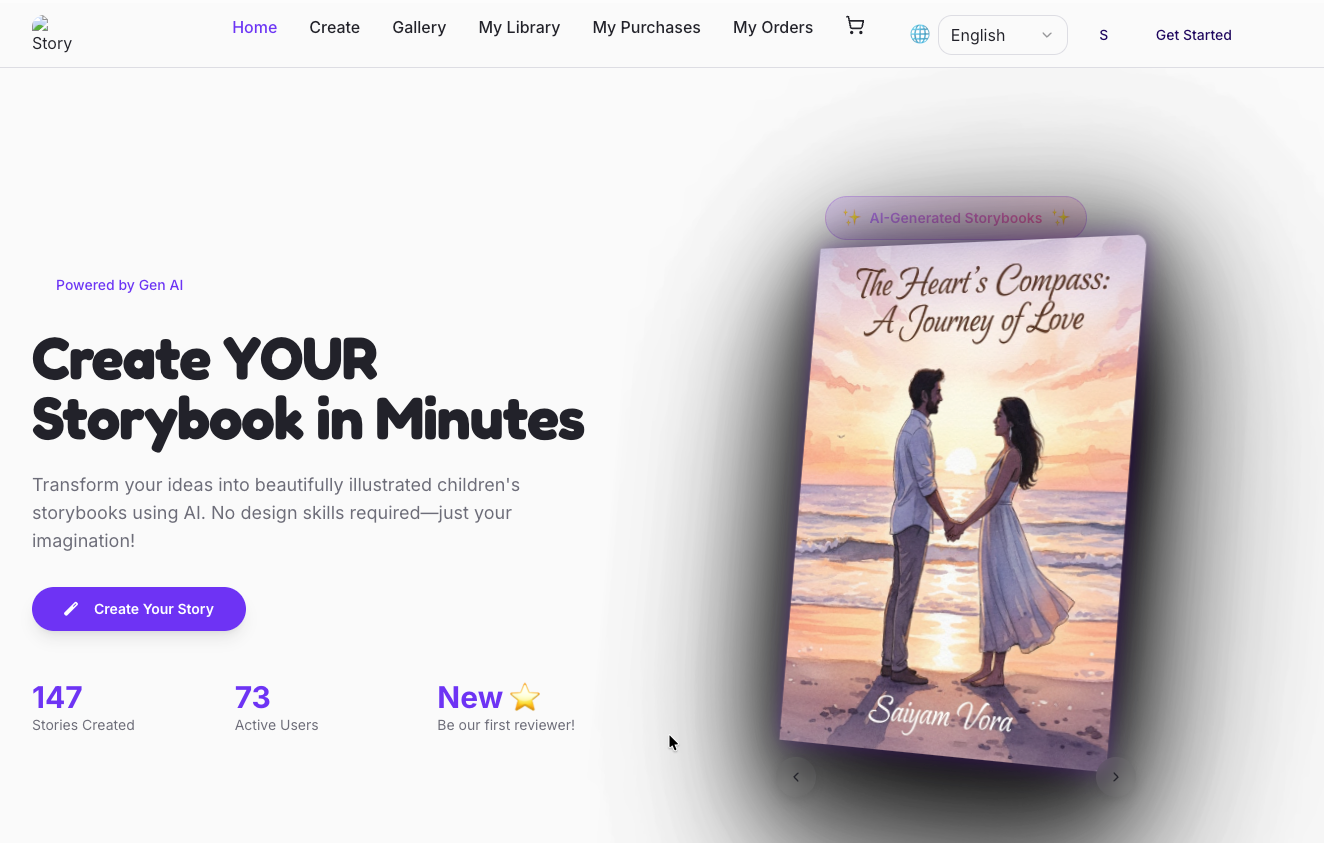 Story
Home
Create
Gallery
My Library
My Purchases
My Orders
English
S
Get Started
Powered by Gen AI
Create YOUR
Storybook in Minutes
Transform your ideas into beautifully illustrated children's
storybooks using AI. No design skills required—just your
imagination!
Create Your Story
147
Stories Created
73
Active Users
New ⭐
Be our first reviewer!
✨ AI-Generated Storybooks ✨
The Heart's Compass:
A Journey of Love
Saiyam Vora